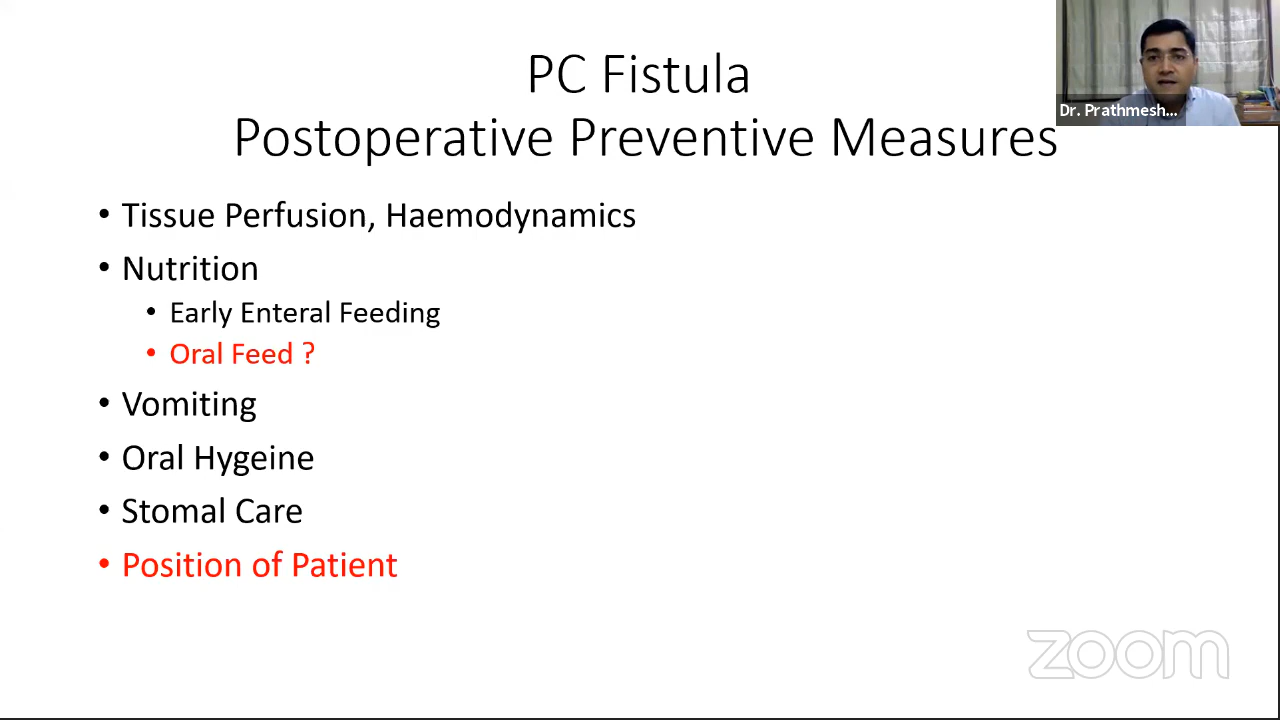 PC Fistula
Postoperative Preventive Measures
Dr. Prathmesh...
• Tissue Perfusion, Haemodynamics
• Nutrition
• Early Enteral Feeding
• Oral Feed ?
• Vomiting
• Oral Hygeine
• Stomal Care
• Position of Patient
zoom